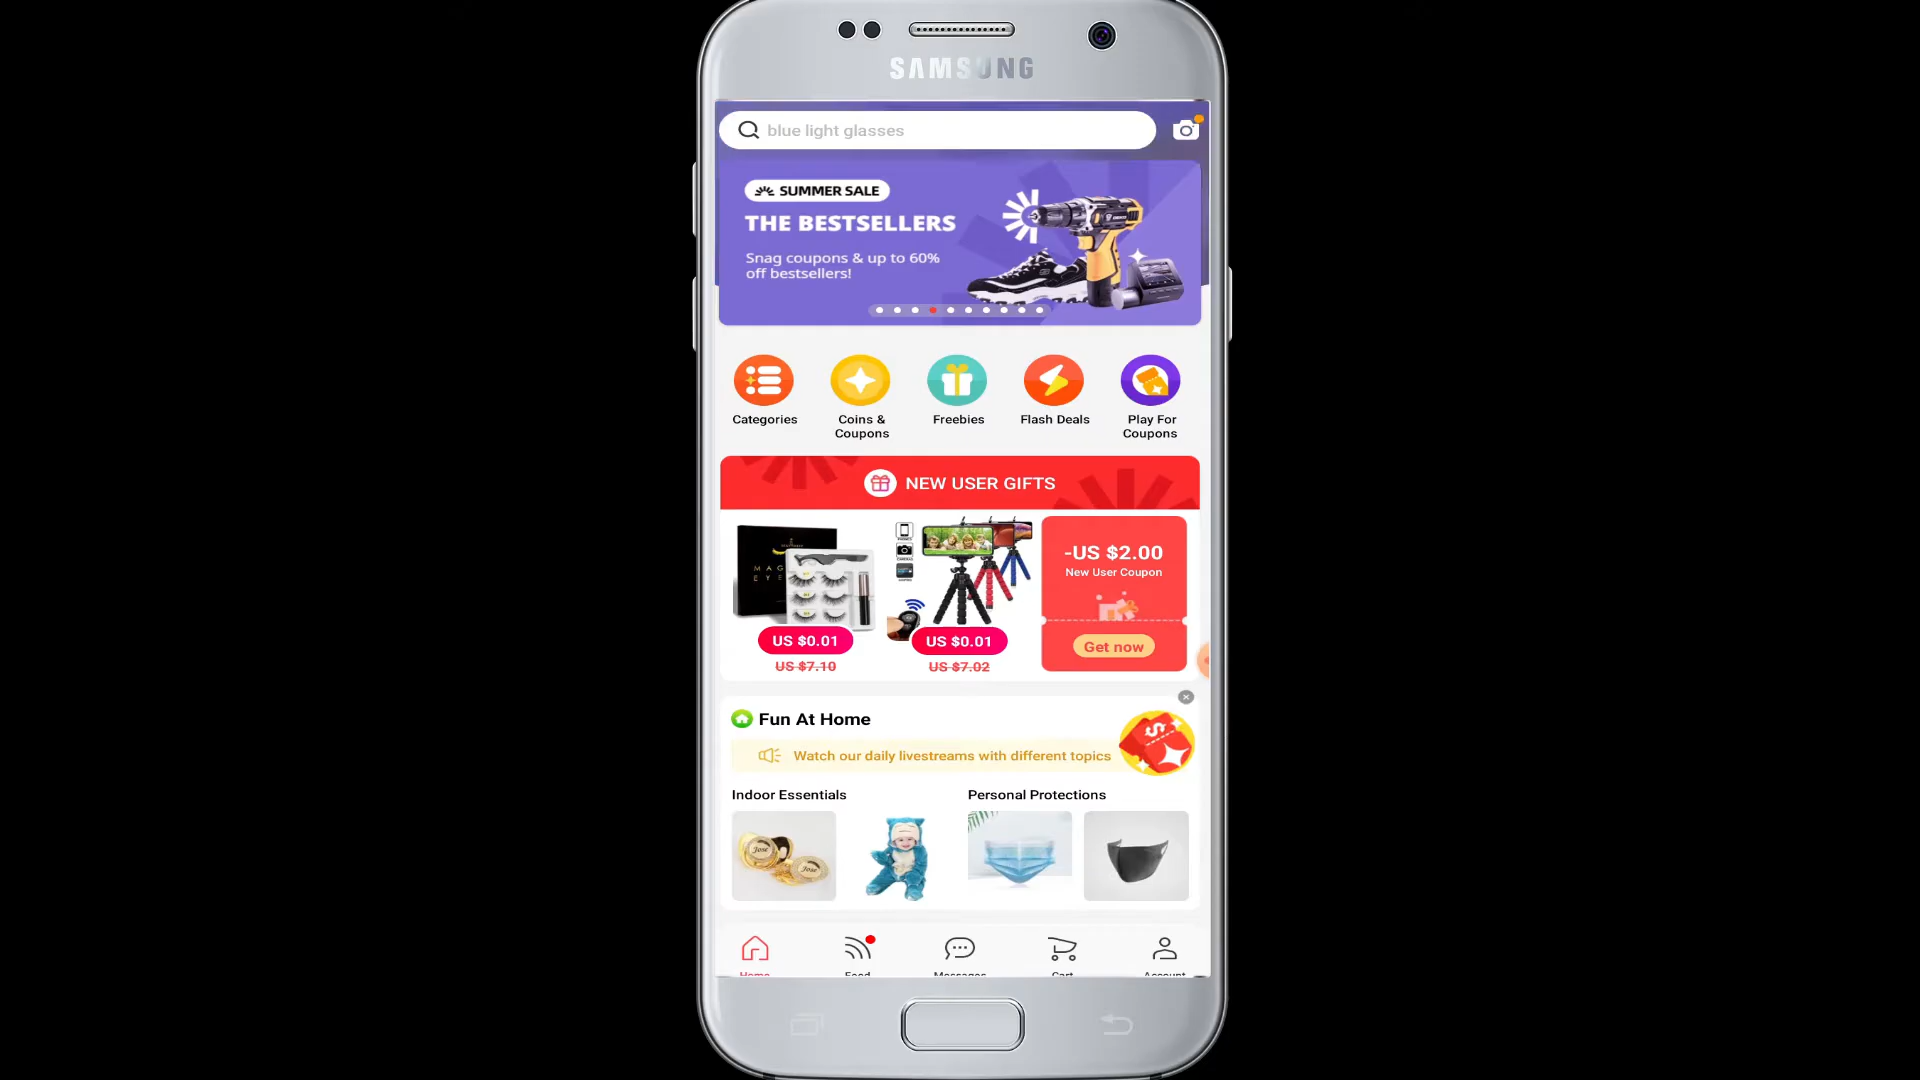 SAMSUNG
blue light glasses
SUMMER SALE
THE BESTSELLERS
Snag coupons & up to 60%
off bestsellers!
Categories
Coins &
Coupons
Freebies
Flash Deals
Play For
Coupons
NEW USER GIFTS
US $0.01
US $7.10
US $0.01
US $7.02
-US $2.00
New User Coupon
Get now
Fun At Home
Watch our daily livestreams with different topics
Indoor Essentials
Personal Protections
Jose
Jose
Home
Feed
Messages
Cart
Account